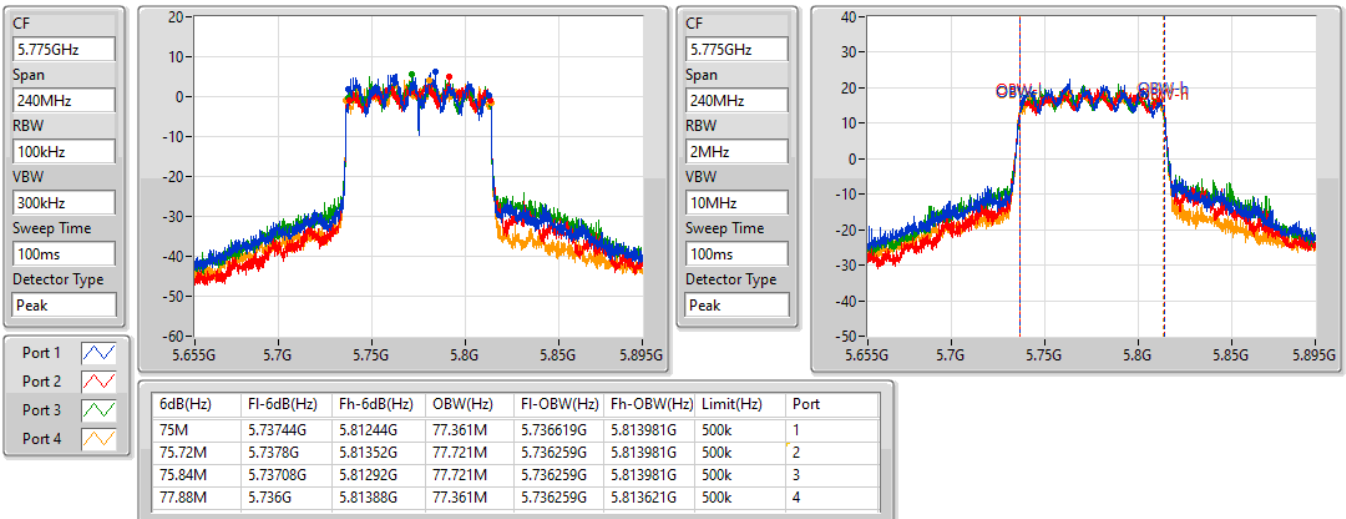 CF
5.775GHz
Span
240MHz
RBW
100kHz
VBW
300kHz
Sweep Time
100ms
Detector Type
Peak
20
10
0
-10
-20
-30
-40
-50
-60
5.655G 5.7G 5.75G 5.8G 5.85G 5.895G
CF
5.775GHz
Span
240MHz
RBW
2MHz
VBW
10MHz
Sweep Time
100ms
Detector Type
Peak
40
30
20
10
0
-10
-20
-30
-40
-50
OBW-h
5.655G 5.7G 5.75G 5.8G 5.85G 5.895G
Port 1
Port 2
Port 3
Port 4
6dB(Hz) Fl-6dB(Hz) Fh-6dB(Hz) OBW(Hz) Fl-OBW(Hz) Fh-OBW(Hz) Limit(Hz) Port
75M 5.73744G 5.81244G 77.361M 5.736619G 5.813981G 500k 1
75.72M 5.7378G 5.81352G 77.721M 5.736259G 5.813981G 500k 2
75.84M 5.73708G 5.81292G 77.721M 5.736259G 5.813981G 500k 3
77.88M 5.736G 5.81388G 77.361M 5.736259G 5.813621G 500k 4